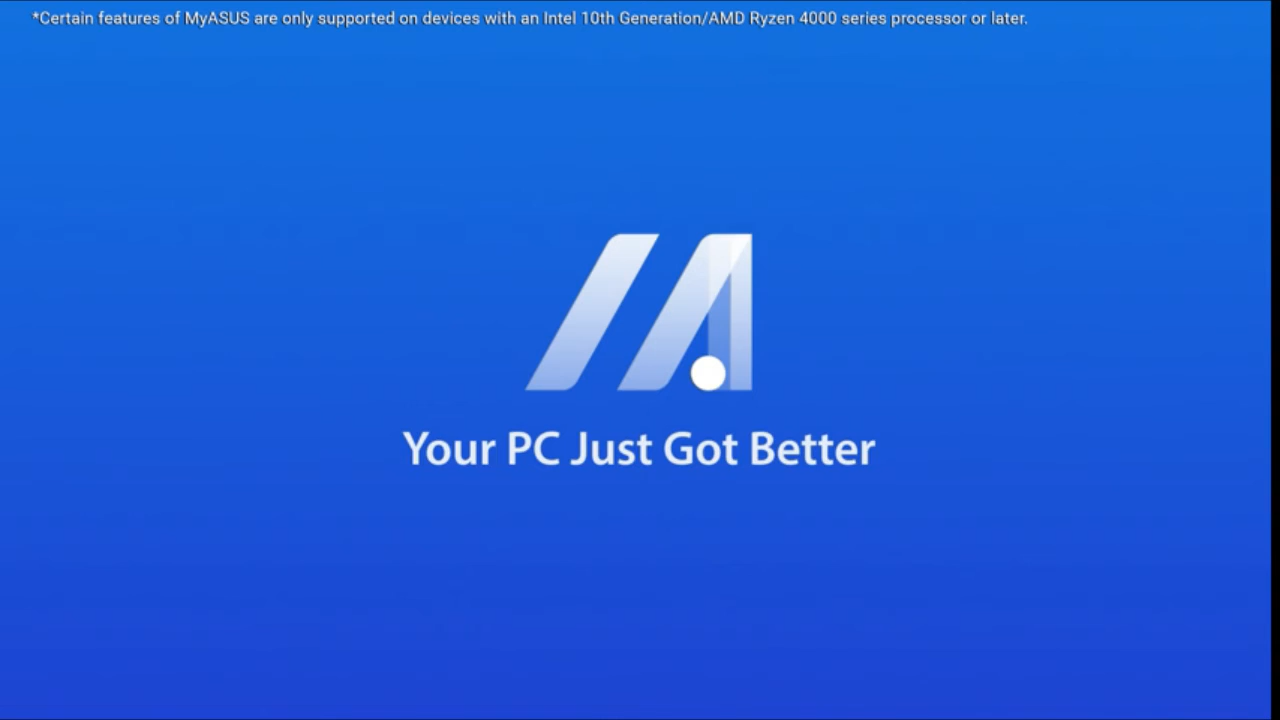 *Certain features of MyASUS are only supported on devices with an Intel 10th Generation/AMD Ryzen 4000 series processor or later.
Your PC Just Got Better